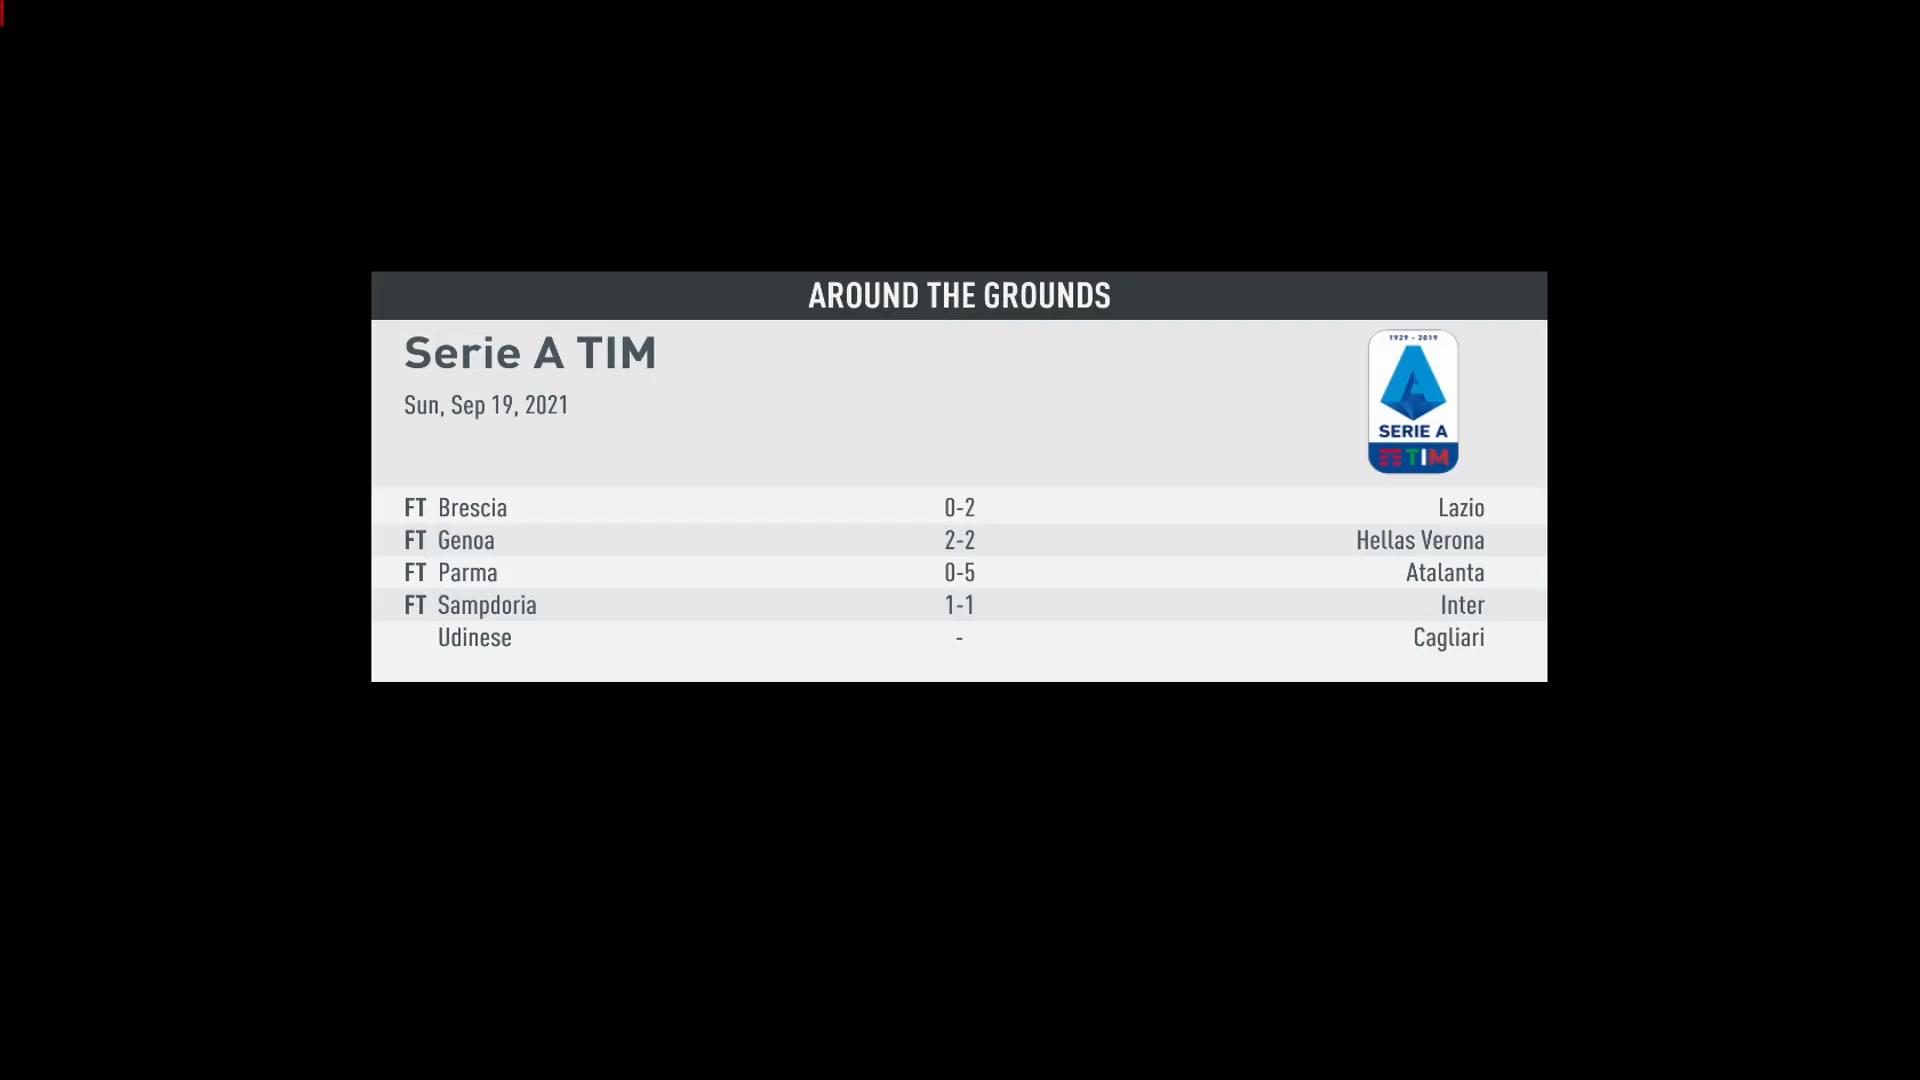 AROUND THE GROUNDS
Serie A TIM
Sun, Sep 19, 2021
1929 - 2019
SERIE A
TIM
FT Brescia 0-2 Lazio
FT Genoa 2-2 Hellas Verona
FT Parma 0-5 Atalanta
FT Sampdoria 1-1 Inter
Udinese - Cagliari